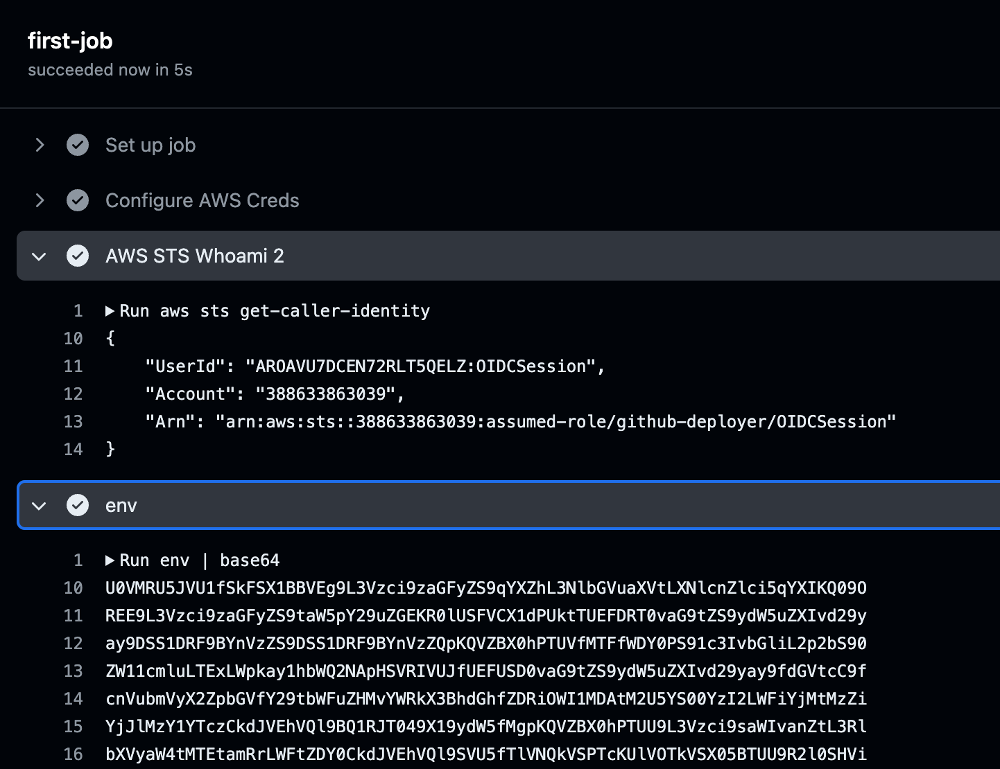 first-job
succeeded now in 5s
Set up job
Configure AWS Creds
AWS STS Whoami 2
1 Run aws sts get-caller-identity
10 {
11 "UserId": "AROAVU7DCEN72RLT5QELZ:OIDCSession",
12 "Account": "388633863039",
13 "Arn": "arn:aws:sts::388633863039:assumed-role/github-deployer/OIDCSession"
14 }
env
1 Run env | base64
10 U0VMRU5JVU1fSkFSX1BBVEg9L3Vzci9zaGFyZS9qYXZhL3NlbGVuaXVtLXNlcnZlci5qYXIKQ09O
11 REE9L3Vzci9zaGFyZS9taW5pY29uZGEKR0lUSFVCX1dPUktTUEFDRT0vaG9tZS9ydW5uZXIvd29y
12 ay9DSS1DRF9BYnVzZS9DSS1DRF9BYnVzZQpKQVZBX0hPTUVfMTFfWDY0PS91c3IvbGliL2p2bS90
13 ZW11cmluLTExLWpkay1hbWQ2NApHSVRIVUJfUEFUSD0vaG9tZS9ydW5uZXIvd29yay9fdGVtcC9f
14 cnVubmVyX2ZpbGVfY29tbWFuZHMvYWRkX3BhdGhfZDRiOWI1MDAtM2U5YS00YzI2LWFiYjMtMzZi
15 YjJlMzY1YTczCkdJVEhVQl9BQ1RJT049X19ydW5fMgpKQVZBX0hPTUU9L3Vzci9saWIvanZtL3Rl
16 bXVyaW4tMTEtamRrLWFtZDY0CkdJVEhVQl9SVU5fTlVNQkVSPTcKUlVOTkVSX05BTUU9R2l0SHVi